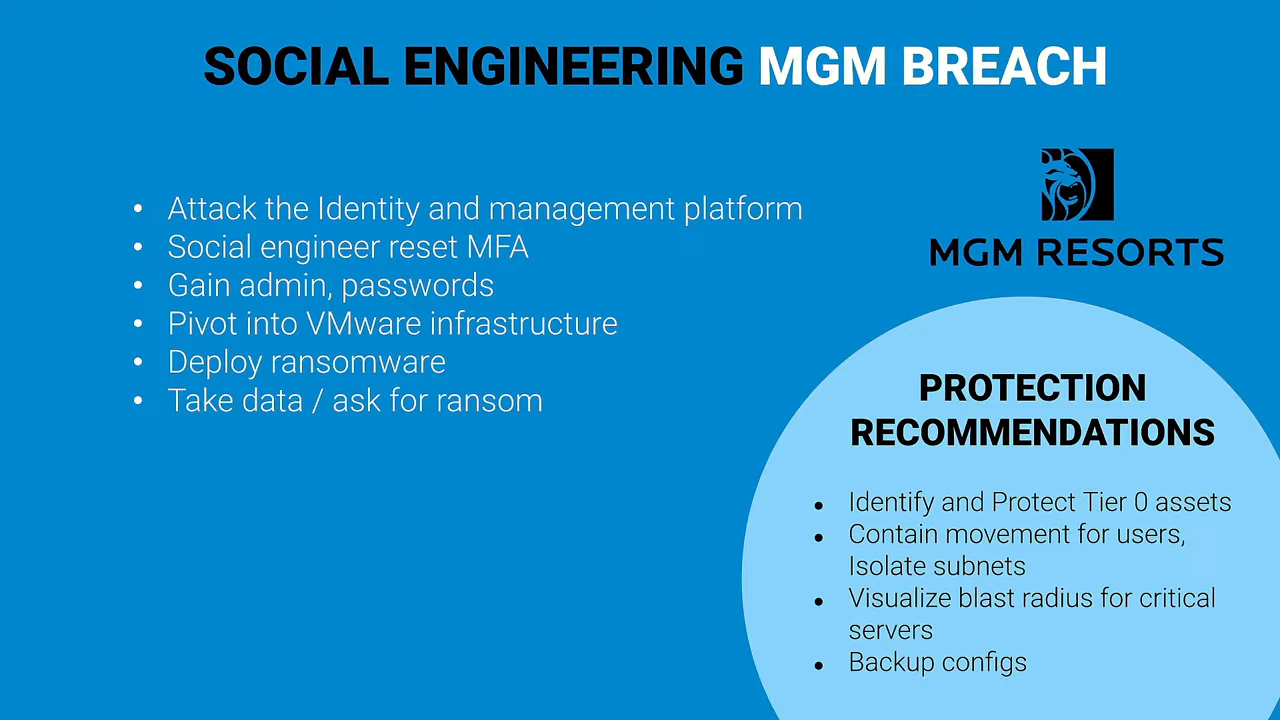 SOCIAL ENGINEERING MGM BREACH
• Attack the Identity and management platform
• Social engineer reset MFA
• Gain admin, passwords
• Pivot into VMware infrastructure
• Deploy ransomware
• Take data / ask for ransom
MGM RESORTS
PROTECTION
RECOMMENDATIONS
• Identify and Protect Tier 0 assets
• Contain movement for users,
Isolate subnets
• Visualize blast radius for critical
servers
• Backup configs